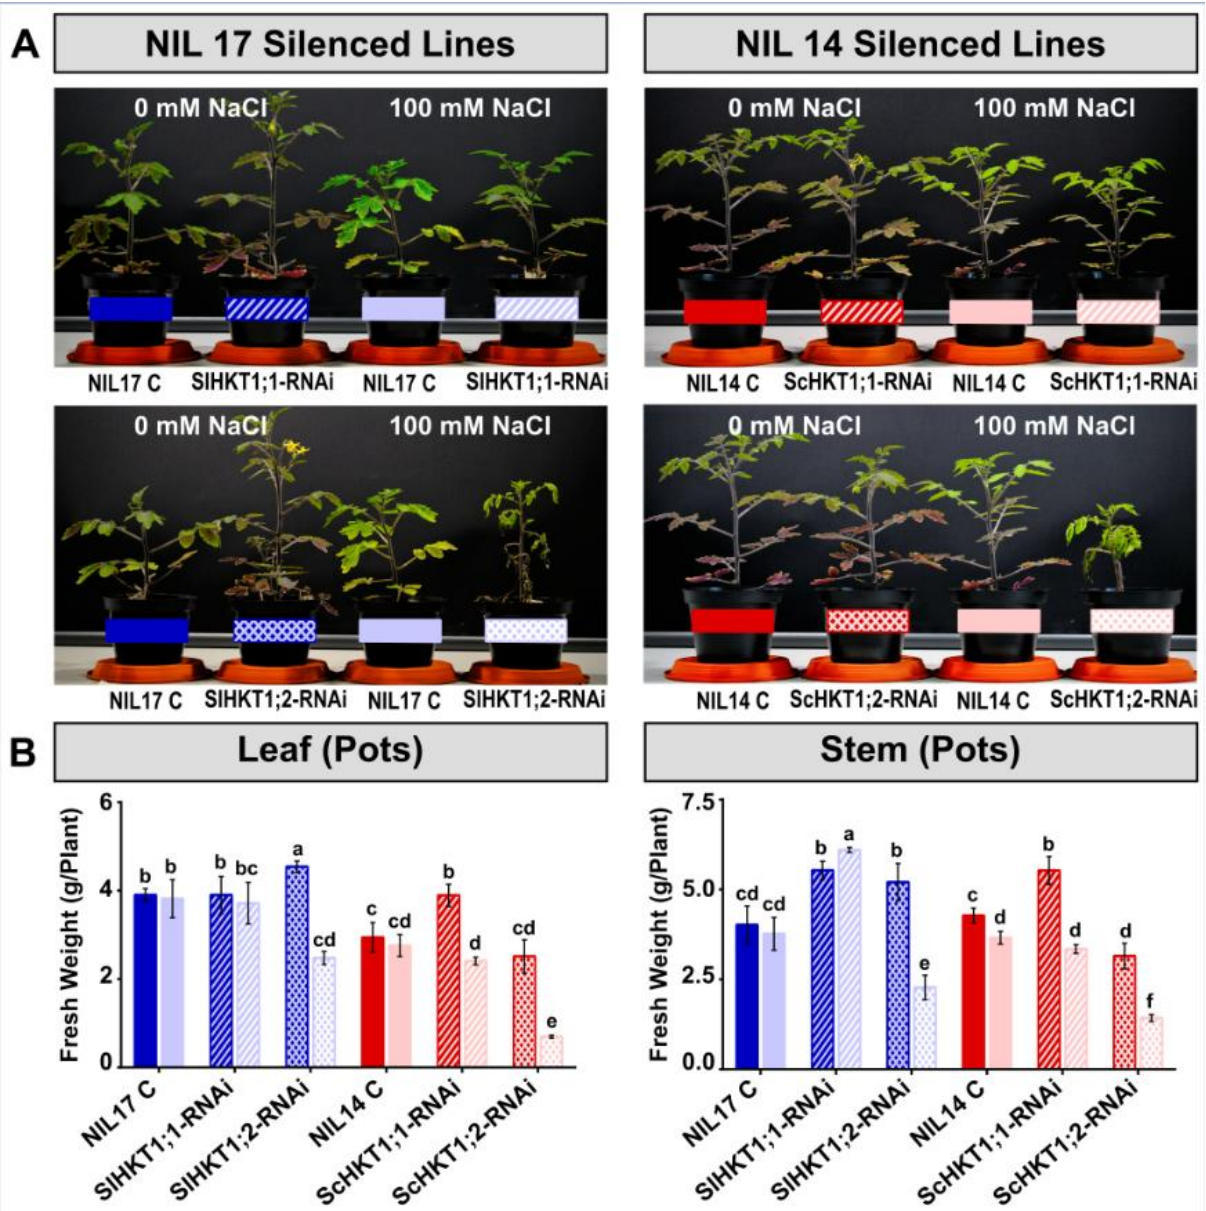 A
NIL 17 Silenced Lines
NIL 14 Silenced Lines
0 mM NaCl 100 mM NaCl
0 mM NaCl 100 mM NaCl
NIL17 C SlHKT1;1-RNAi NIL17 C SlHKT1;1-RNAi
NIL14 C ScHKT1;1-RNAi NIL14 C ScHKT1;1-RNAi
0 mM NaCl 100 mM NaCl
0 mM NaCl 100 mM NaCl
NIL17 C SlHKT1;2-RNAi NIL17 C SlHKT1;2-RNAi
NIL14 C ScHKT1;2-RNAi NIL14 C ScHKT1;2-RNAi
B
Leaf (Pots)
Fresh Weight (g/Plant)
6
4
2
0
b b b bc a cd c cd b d cd e
NIL17 C
SlHKT1;1-RNAi
SlHKT1;2-RNAi
NIL14 C
ScHKT1;1-RNAi
ScHKT1;2-RNAi
Stem (Pots)
Fresh Weight (g/Plant)
7.5
5.0
2.5
0.0
cd cd b a b e c d b d d f
NIL17 C
SlHKT1;1-RNAi
SlHKT1;2-RNAi
NIL14 C
ScHKT1;1-RNAi
ScHKT1;2-RNAi